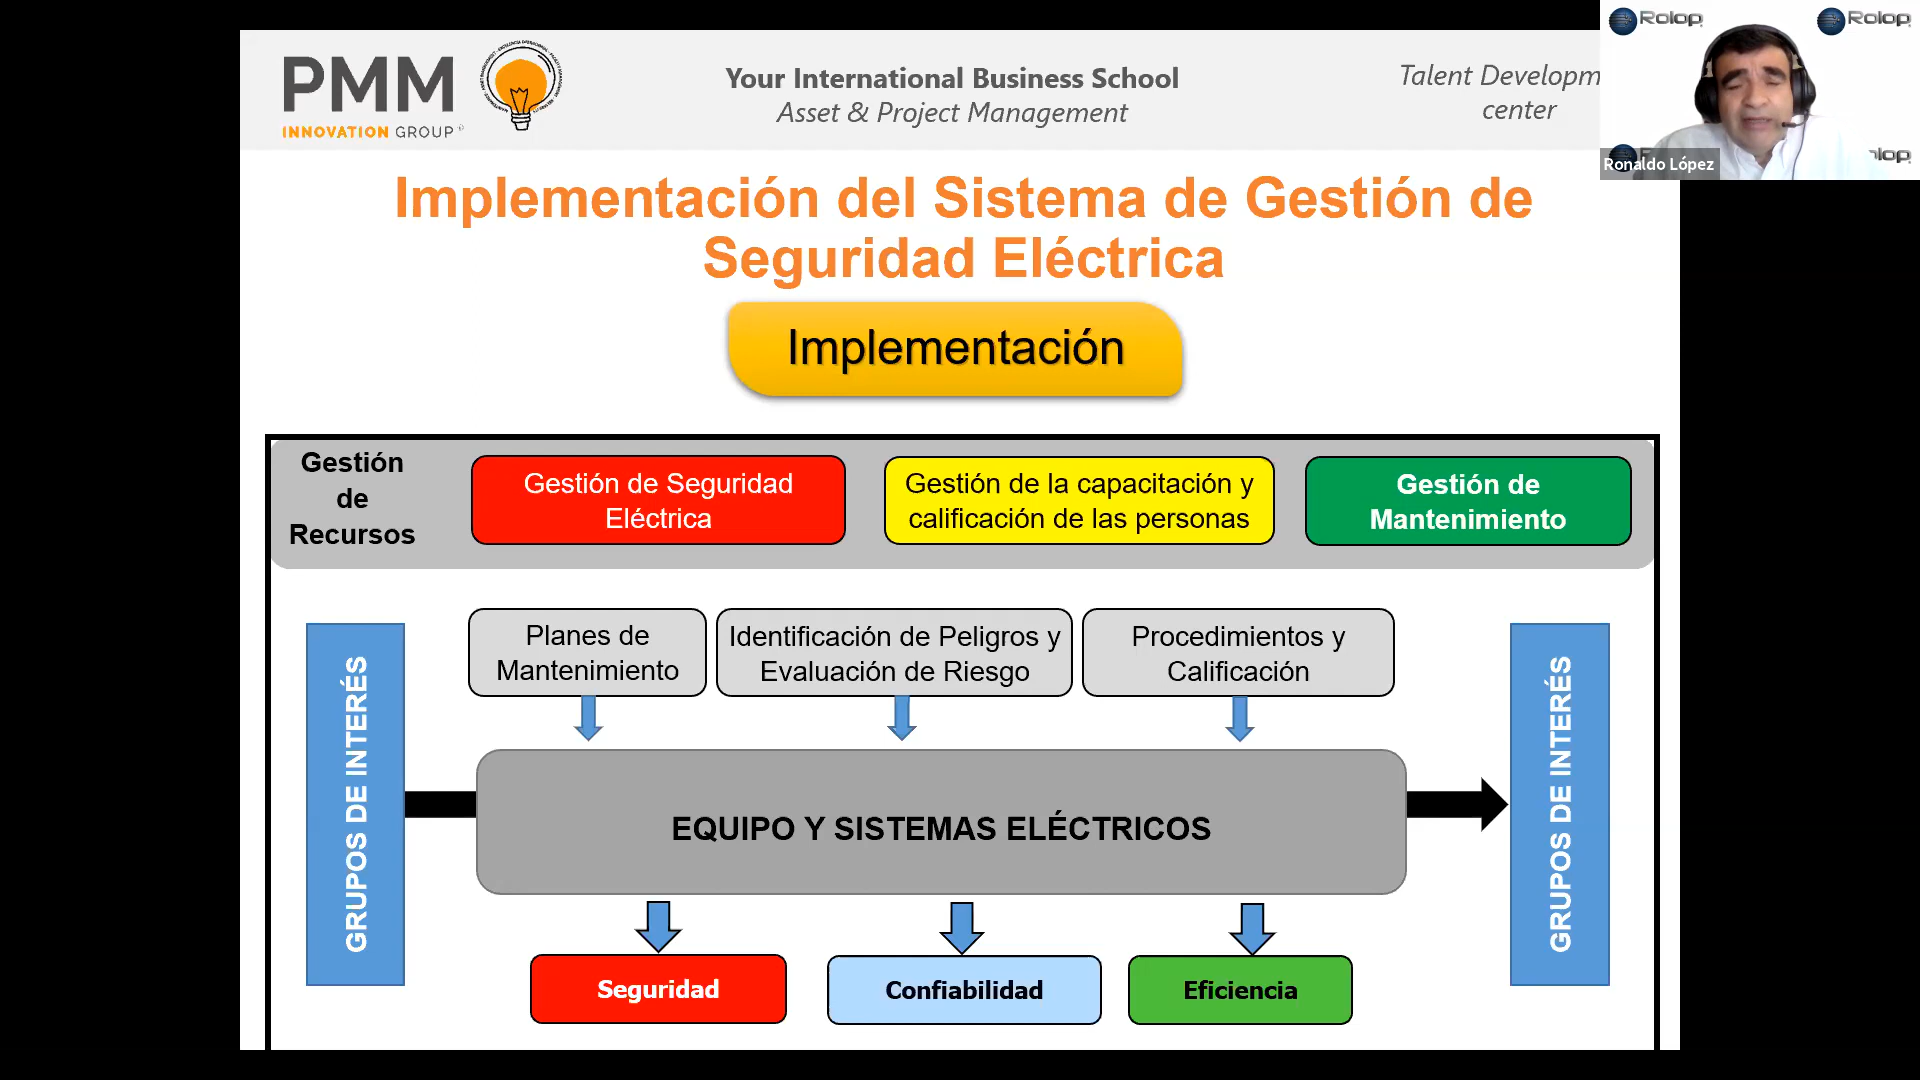 PMM
INNOVATION GROUP
Your International Business School
Asset & Project Management
Talent Developm
center
Rolop
Rolop
Ronaldo López
Implementación del Sistema de Gestión de
Seguridad Eléctrica
Implementación
Gestión
de
Recursos
Gestión de Seguridad
Eléctrica
Gestión de la capacitación y
calificación de las personas
Gestión de
Mantenimiento
Planes de
Mantenimiento
Identificación de Peligros y
Evaluación de Riesgo
Procedimientos y
Calificación
GRUPOS DE INTERÉS
EQUIPO Y SISTEMAS ELÉCTRICOS
GRUPOS DE INTERÉS
Seguridad
Confiabilidad
Eficiencia